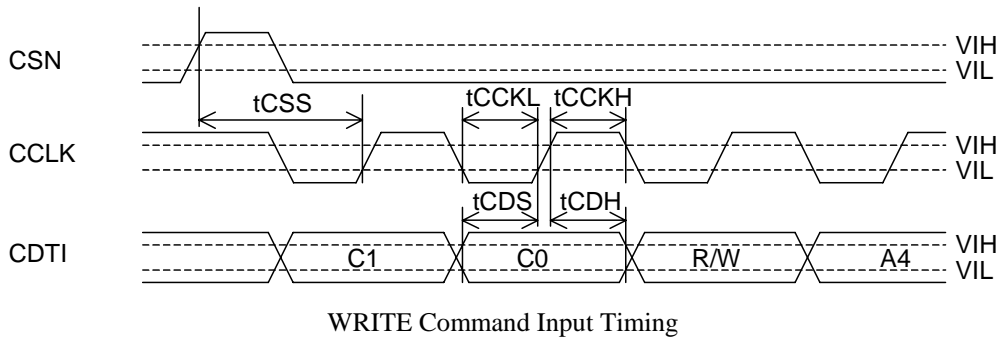 CSN
VIH
VIL
tCSS
tCCKL
tCCKH
CCLK
VIH
VIL
tCDS
tCDH
CDTI
C1
C0
R/W
A4
VIH
VIL
WRITE Command Input Timing